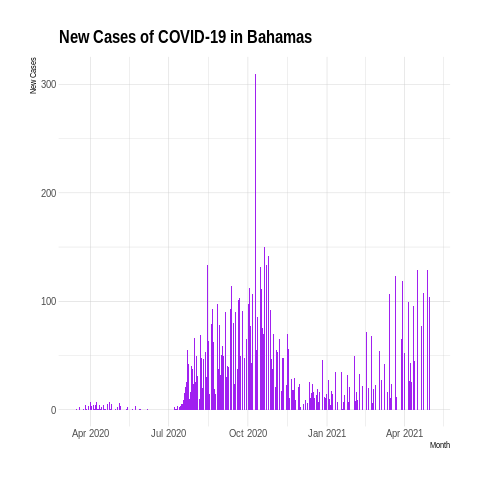 New Cases of COVID-19 in Bahamas
New Cases
300
200
100
0
Apr 2020 Jul 2020 Oct 2020 Jan 2021 Apr 2021
Month